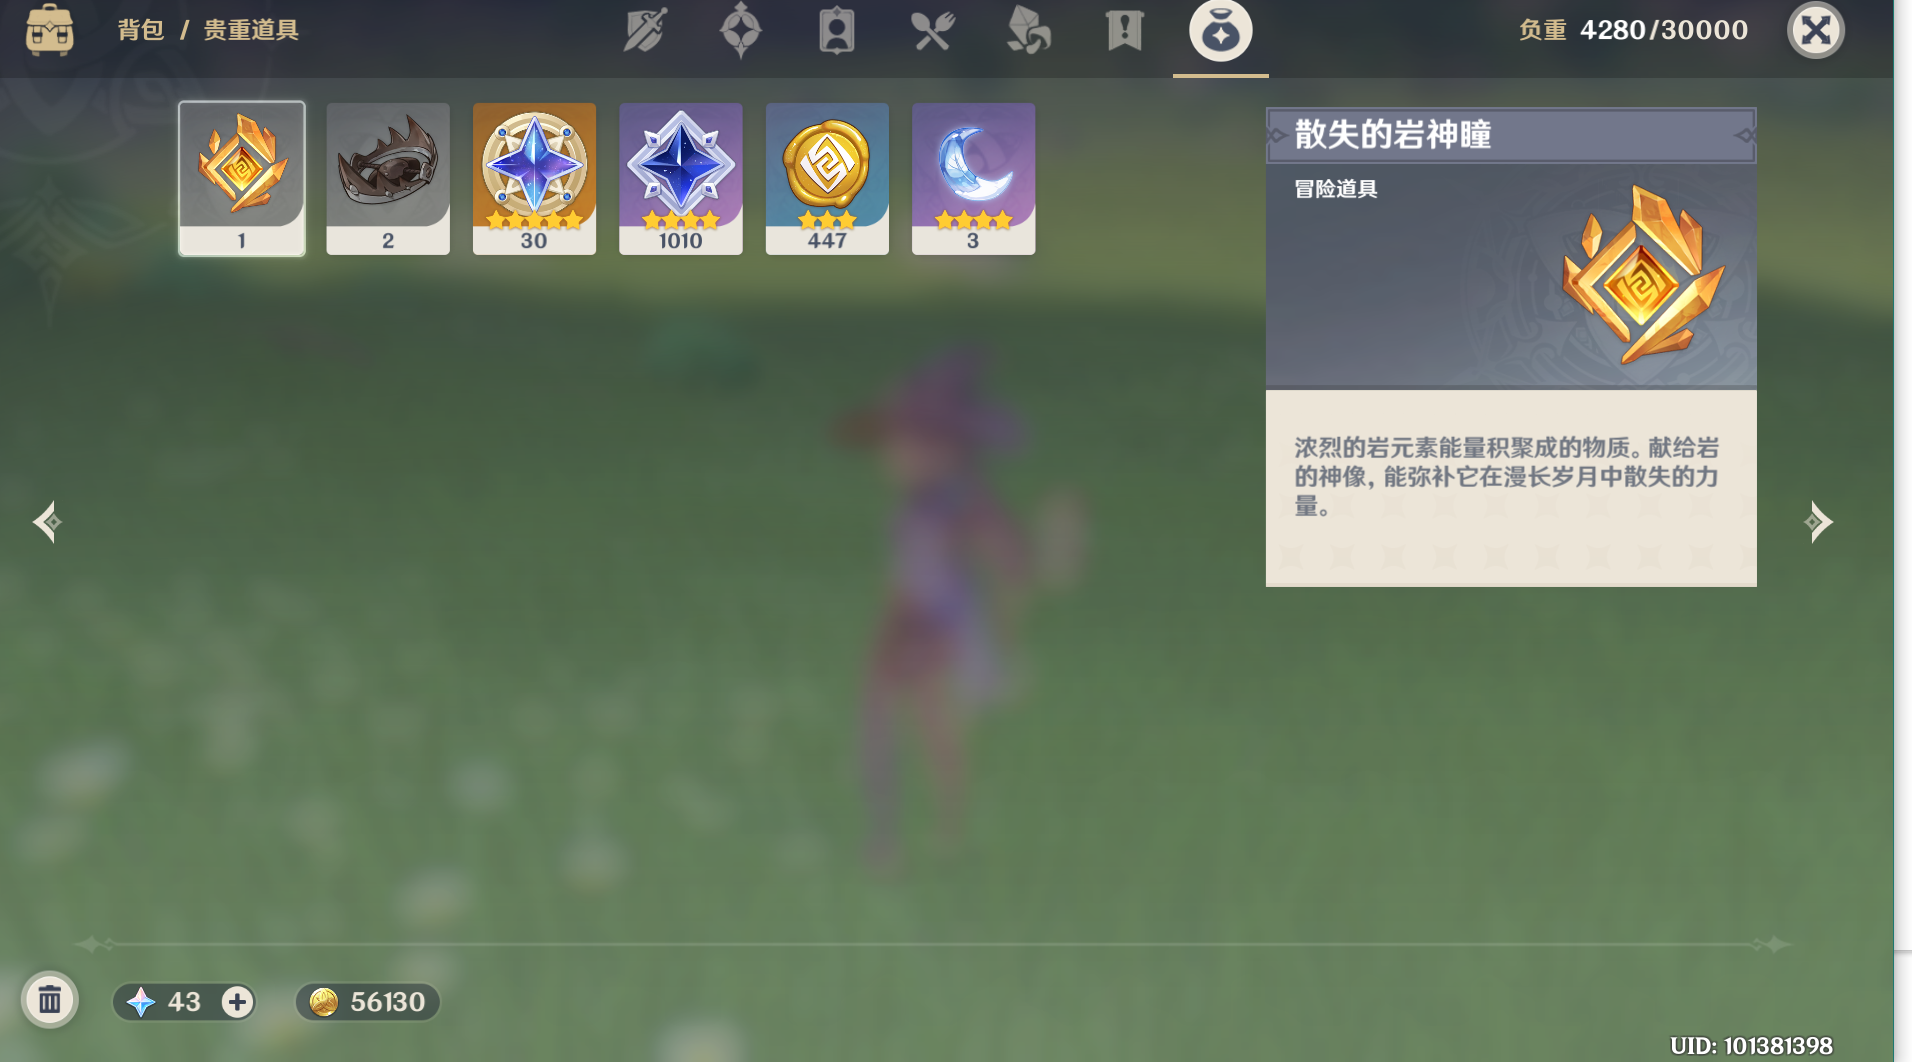 背包 / 贵重道具
负重 4280/30000
1
2
30
1010
447
3
散失的岩神瞳
冒险道具
浓烈的岩元素能量积聚成的物质。献给岩
的神像，能弥补它在漫长岁月中散失的力
量。
43
56130
UID: 101381398